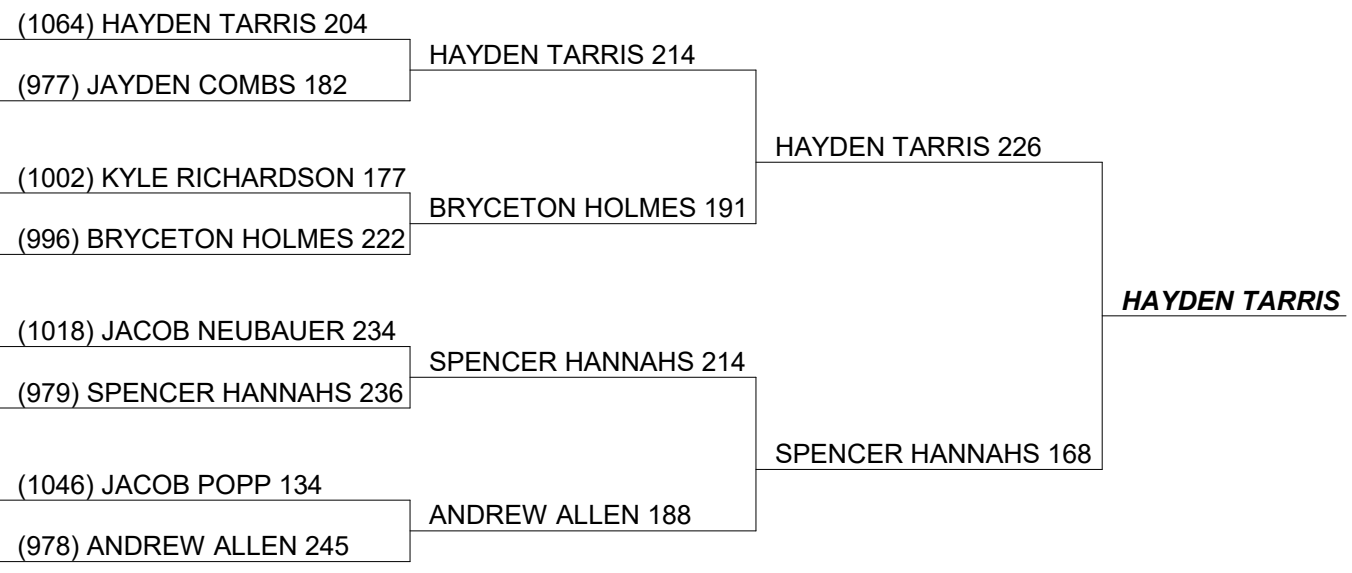 (1064) HAYDEN TARRIS 204
(977) JAYDEN COMBS 182
(1002) KYLE RICHARDSON 177
(996) BRYCETON HOLMES 222
(1018) JACOB NEUBAUER 234
(979) SPENCER HANNAHS 236
(1046) JACOB POPP 134
(978) ANDREW ALLEN 245
HAYDEN TARRIS 214
BRYCETON HOLMES 191
SPENCER HANNAHS 214
ANDREW ALLEN 188
HAYDEN TARRIS 226
SPENCER HANNAHS 168
HAYDEN TARRIS